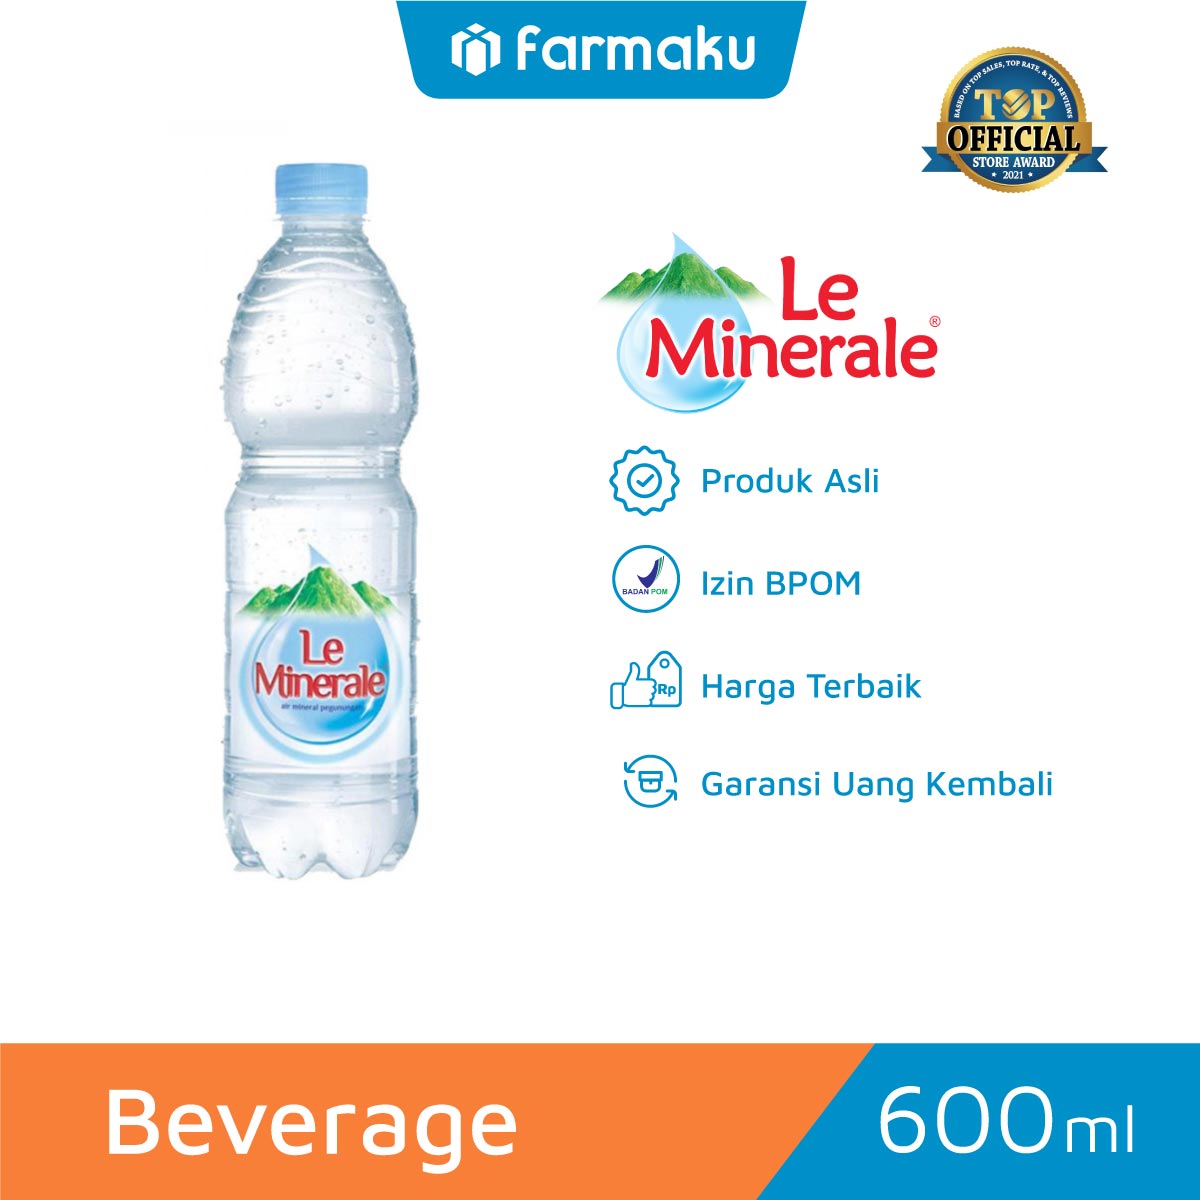 farmaku
BASED ON TOP SALES, TOP RATE, & TOP REVIEWS
TOP
OFFICIAL
STORE AWARD
2021
Le
Minerale®
Produk Asli
BADAN POM
Izin BPOM
Rp
Harga Terbaik
Garansi Uang Kembali
Le
Minerale
air mineral pegunungan
Beverage
600ml